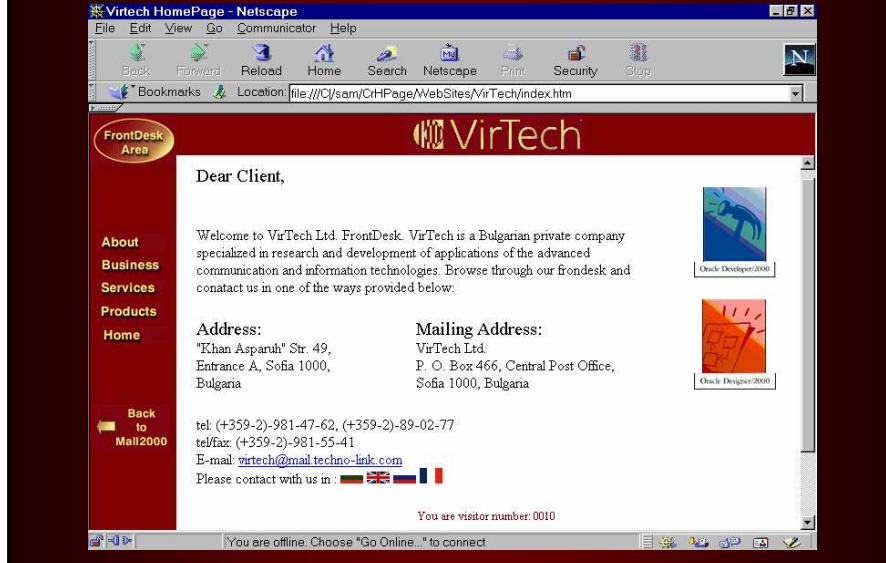 Virtech HomePage - Netscape
File Edit View Go Communicator Help
Back Forward Reload Home Search Netscape Print Security Stop
My
N
Bookmarks Location: file:///C|/sam/CrHPage/WebSites/VirTech/index.htm
FrontDesk
Area
VirTech
Dear Client,
Welcome to VirTech Ltd. FrontDesk. VirTech is a Bulgarian private company
specialized in research and development of applications of the advanced
communication and information technologies. Browse through our frondesk and
conatact us in one of the ways provided below:
About
Business
Services
Products
Home
Oracle Developer/2000
Address:
"Khan Asparuh" Str. 49,
Entrance A, Sofia 1000,
Bulgaria
Mailing Address:
VirTech Ltd.
P. O. Box 466, Central Post Office,
Sofia 1000, Bulgaria
Oracle Designer/2000
Back
to
Mall2000
tel: (+359-2)-981-47-62, (+359-2)-89-02-77
tel/fax: (+359-2)-981-55-41
E-mail: virtech@mail.techno-link.com
Please contact with us in :
You are visitor number: 0010
You are offline. Choose "Go Online..." to connect